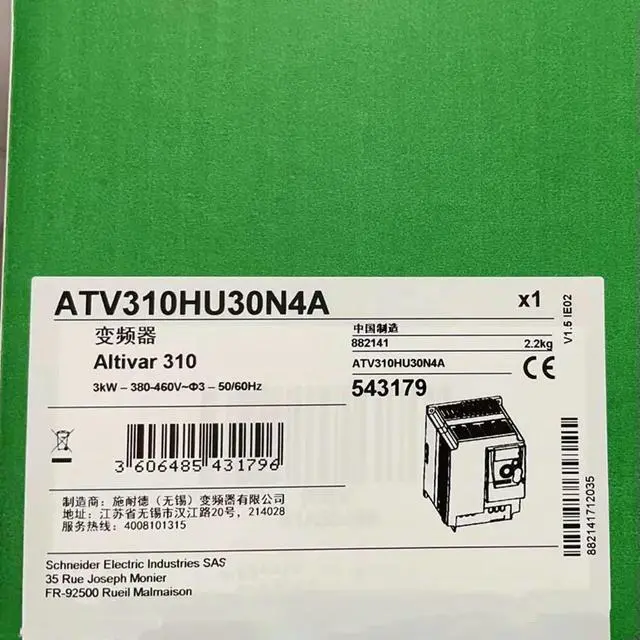 ATV310HU30N4A
x1
变频器
Altivar 310
3kW – 380-460V~Φ3 – 50/60Hz
中国制造
882141
2.2kg
ATV310HU30N4A
CE
543179
V1.5 IE02
3 606485 431796
882141712035
制造商：施耐德（无锡）变频器有限公司
地址：江苏省无锡市汉江路20号，214028
服务热线：4008101315
Schneider Electric Industries SAS
35 Rue Joseph Monier
FR-92500 Rueil Malmaison